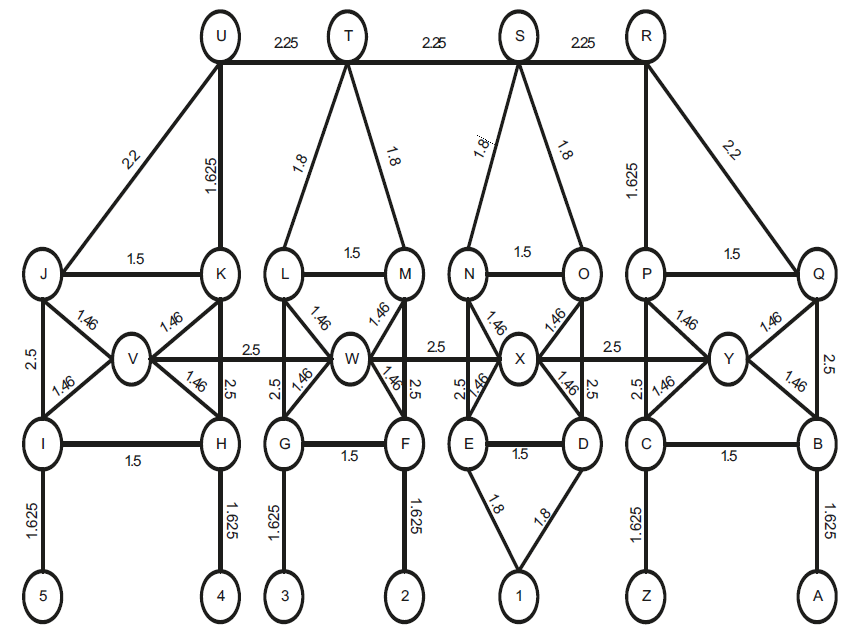 U T S R
2.25 2.25 2.25
2.2 1.625 1.8 1.8 1.8 1.8 1.625 2.2
1.5 1.5 1.5 1.5
J K L M N O P Q
1.46 1.46 1.46 1.46 1.46 1.46 1.46 1.46
2.5 2.5 2.5
V W X Y
2.5 1.46 1.46 2.5 2.5 1.46 1.46 2.5 2.5 1.46 1.46 2.5 2.5 1.46 1.46 2.5
I H G F E D C B
1.5 1.5 1.5 1.5
1.625 1.625 1.625 1.625 1.8 1.8 1.625 1.625
5 4 3 2 1 Z A